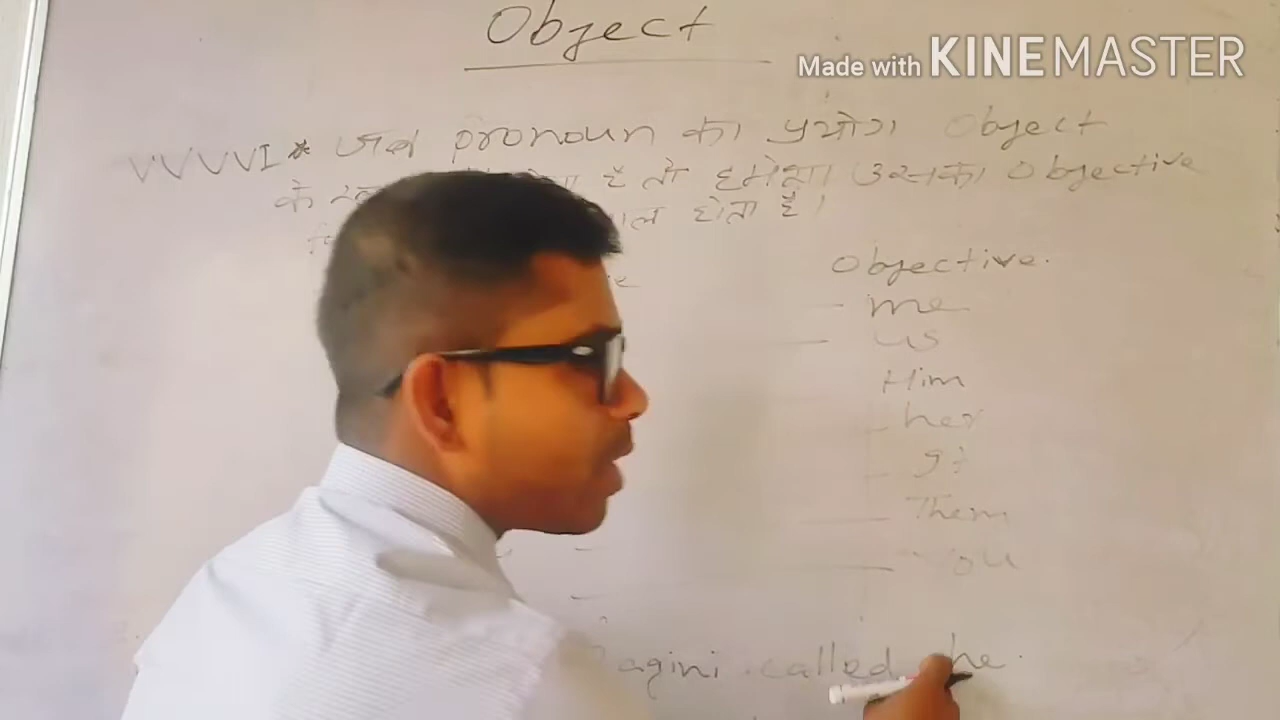 Object
Made with KINEMASTER
VVVVI * जब pronoun का प्रयोग Object
के है तो हमेशा उसका Objective
होता है।
Objective.
me
us
Him
her
It
Them
You
Ragini called he.